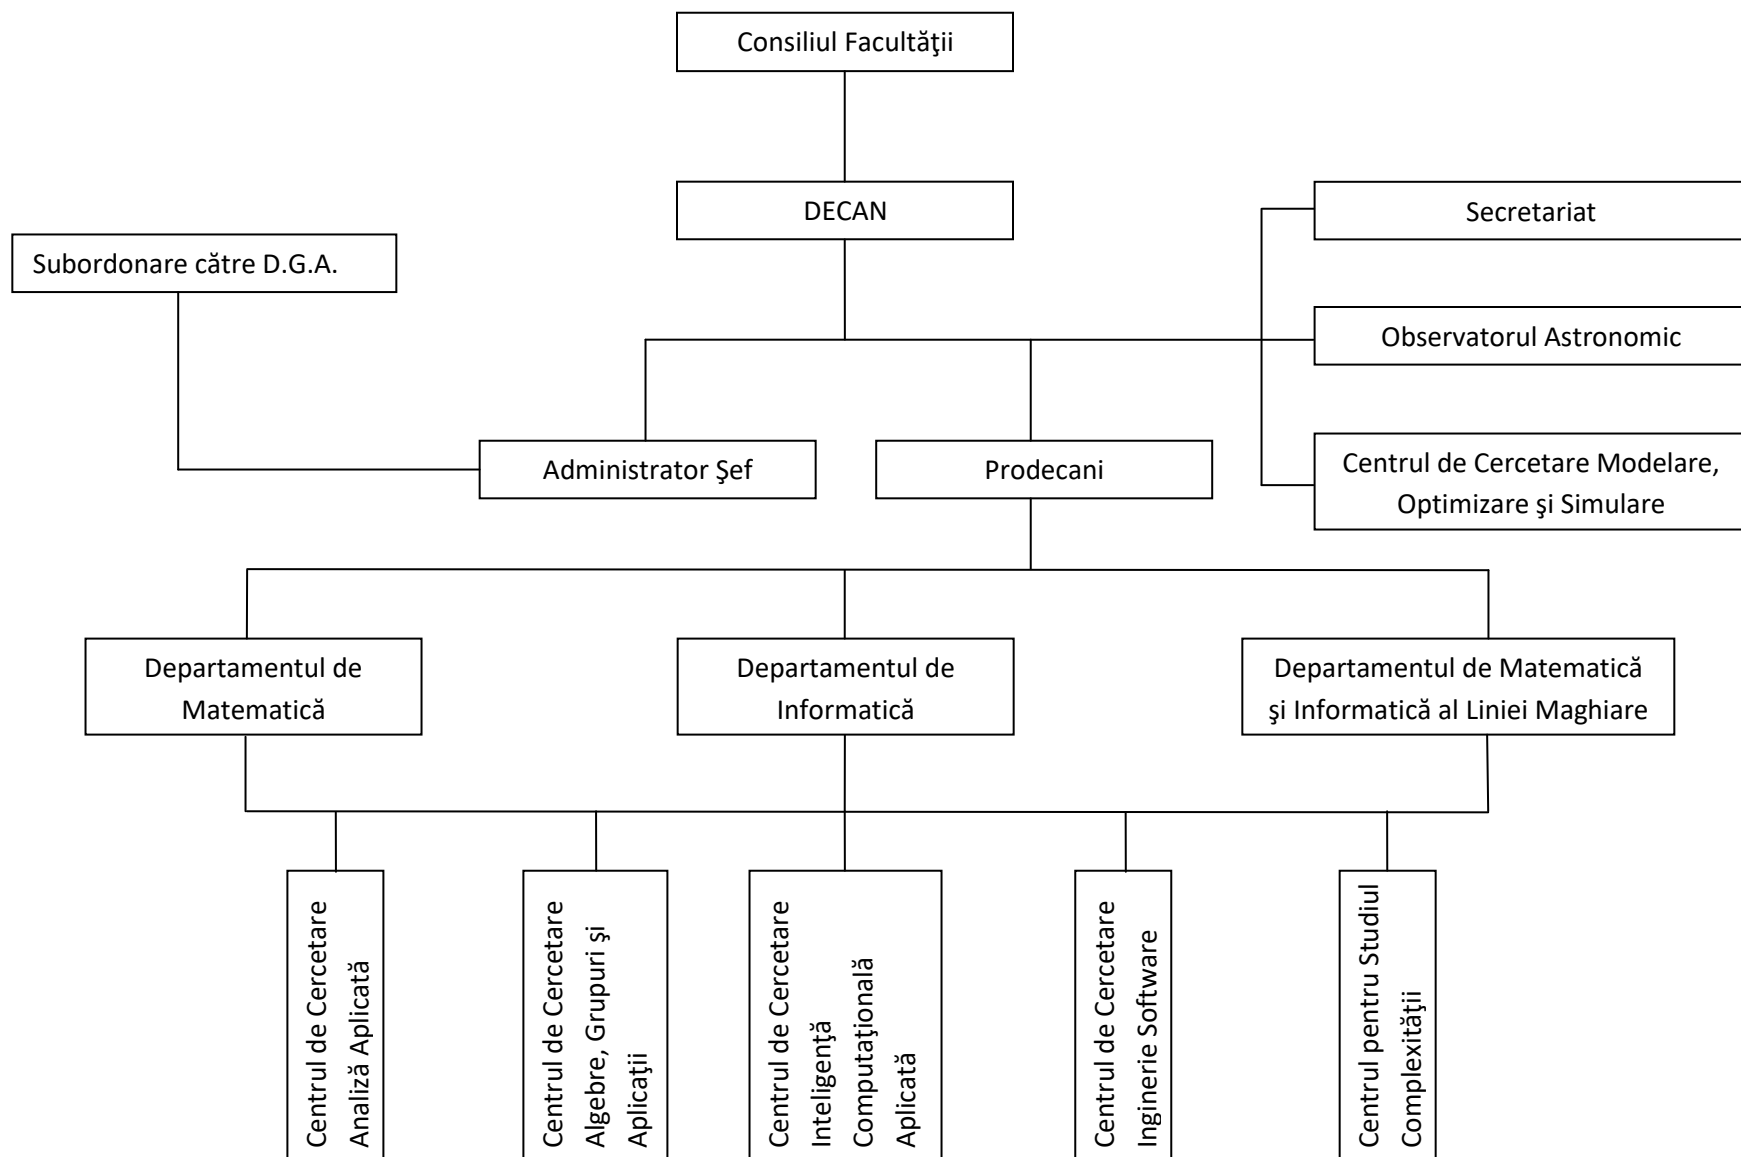 Consiliul Facultăţii
DECAN
Secretariat
Subordonare către D.G.A.
Observatorul Astronomic
Administrator Şef
Prodecani
Centrul de Cercetare Modelare,
Optimizare şi Simulare
Departamentul de
Matematică
Departamentul de
Informatică
Departamentul de Matematică
şi Informatică al Liniei Maghiare
Centrul de Cercetare
Analiză Aplicată
Centrul de Cercetare
Algebre, Grupuri şi
Aplicaţii
Centrul de Cercetare
Inteligenţă
Computaţională
Aplicată
Centrul de Cercetare
Inginerie Software
Centrul pentru Studiul
Complexităţii